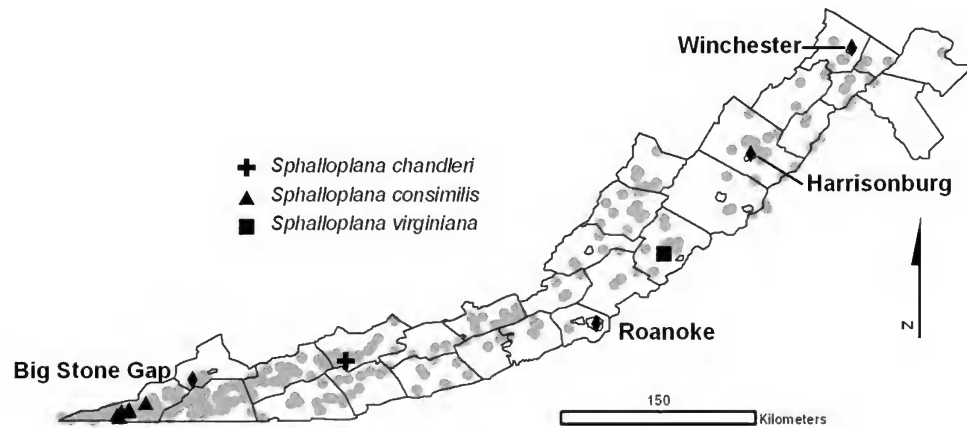 Winchester
Sphalloplana chandleri
Sphalloplana consimilis
Sphalloplana virginiana
Harrisonburg
Roanoke
N
Big Stone Gap
150
Kilometers